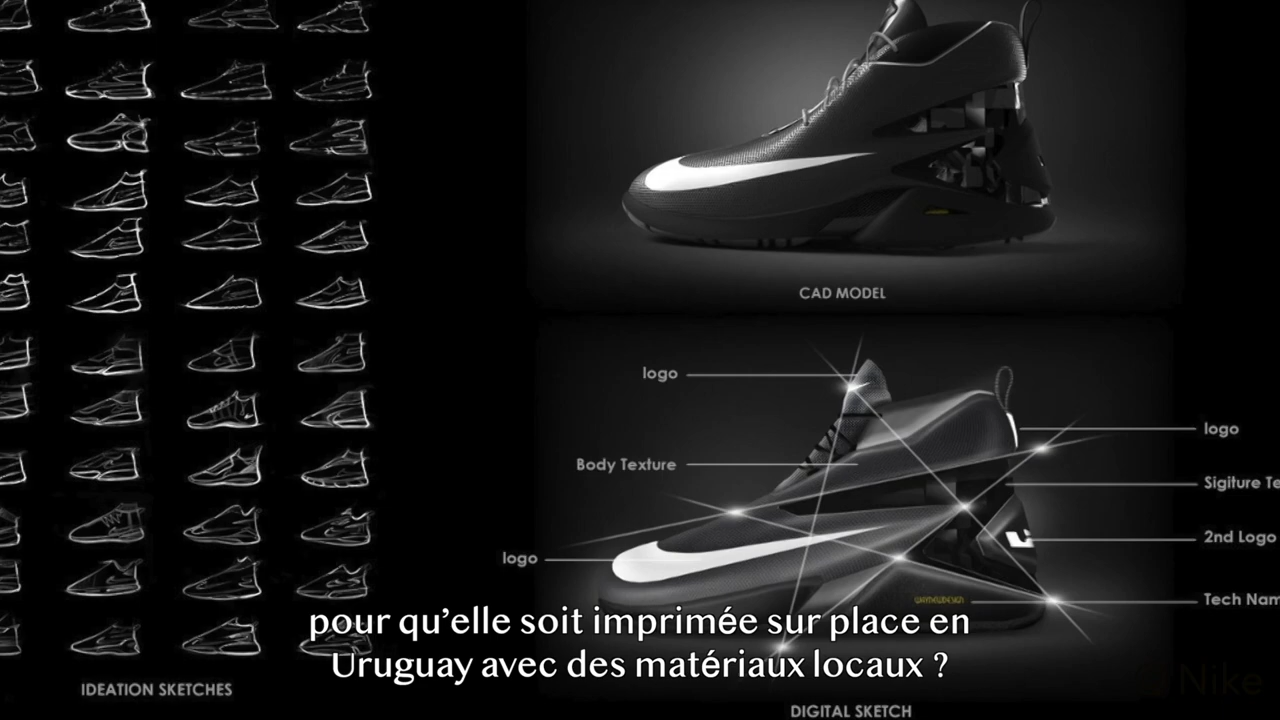 CAD MODEL
logo
logo
Body Texture
Sigiture Te
2nd Logo
logo
Tech Nam
WAYNEWDESIGN
pour qu’elle soit imprimée sur place en
Uruguay avec des matériaux locaux ?
IDEATION SKETCHES
Nike
DIGITAL SKETCH